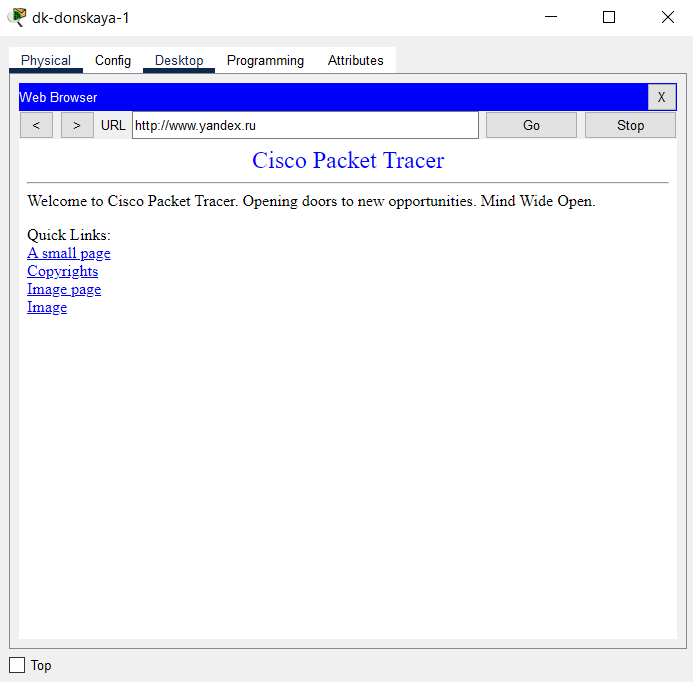 dk-donskaya-1
Physical Config Desktop Programming Attributes
Web Browser X
< > URL http://www.yandex.ru Go Stop
Cisco Packet Tracer
Welcome to Cisco Packet Tracer. Opening doors to new opportunities. Mind Wide Open.
Quick Links:
A small page
Copyrights
Image page
Image
Top